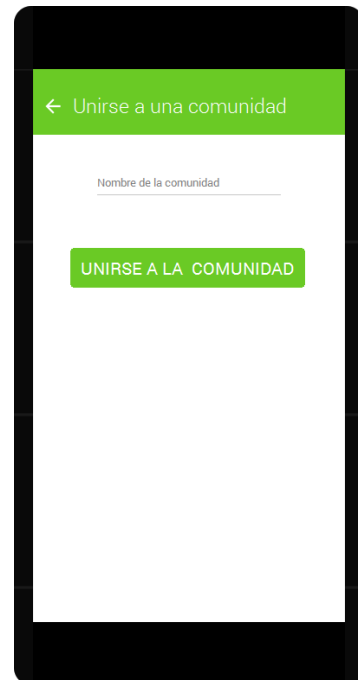 Unirse a una comunidad
Nombre de la comunidad
UNIRSE A LA  COMUNIDAD